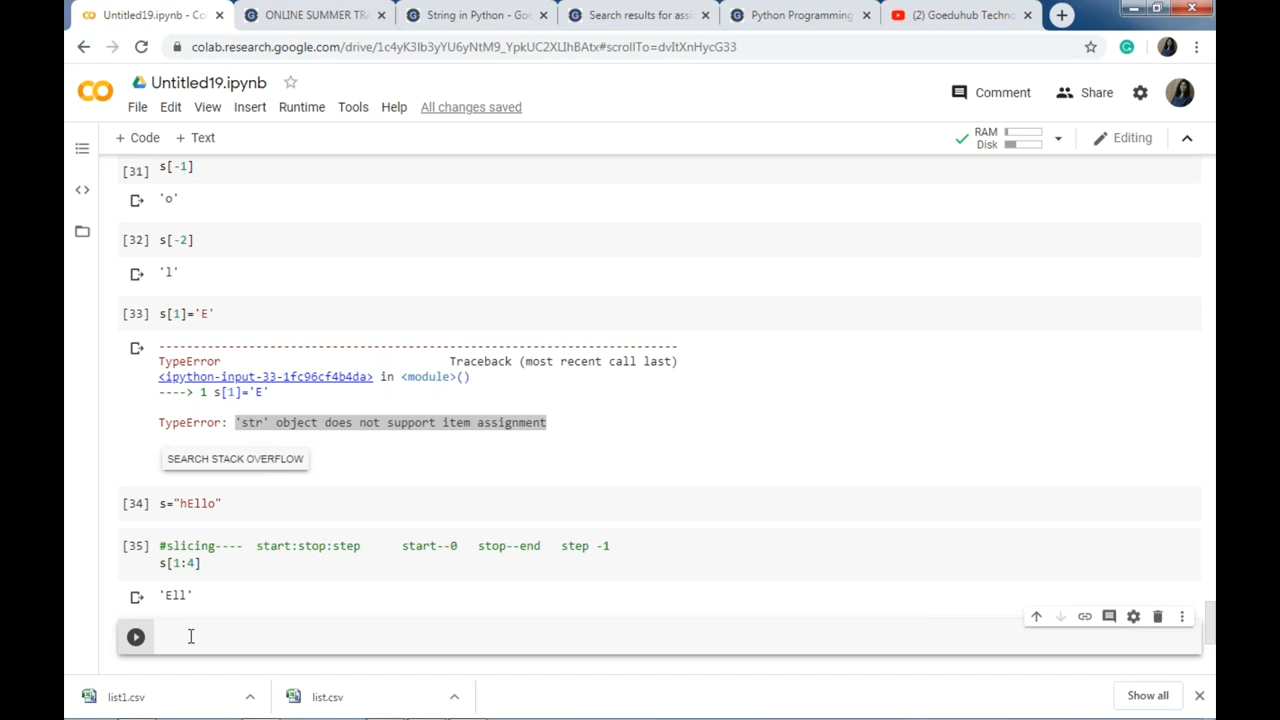 Untitled19.ipynb - Co
ONLINE SUMMER TRA
String in Python - Goe
Search results for assi
Python Programming
(2) Goeduhub Techno
colab.research.google.com/drive/1c4yK3Ib3yYU6yNtM9_YpkUC2XLIhBAtx#scrollTo=dvItXnHycG33
CO
Untitled19.ipynb
Comment
Share
File Edit View Insert Runtime Tools Help All changes saved
+ Code + Text
RAM
Disk
Editing
[31] s[-1]
'o'
[32] s[-2]
'l'
[33] s[1]='E'
---------------------------------------------------------------------------
TypeError Traceback (most recent call last)
<ipython-input-33-1fc96cf4b4da> in <module>()
----> 1 s[1]='E'
TypeError: 'str' object does not support item assignment
SEARCH STACK OVERFLOW
[34] s="hEllo"
[35] #slicing---- start:stop:step start--0 stop--end step -1
s[1:4]
'Ell'
list1.csv
list.csv
Show all